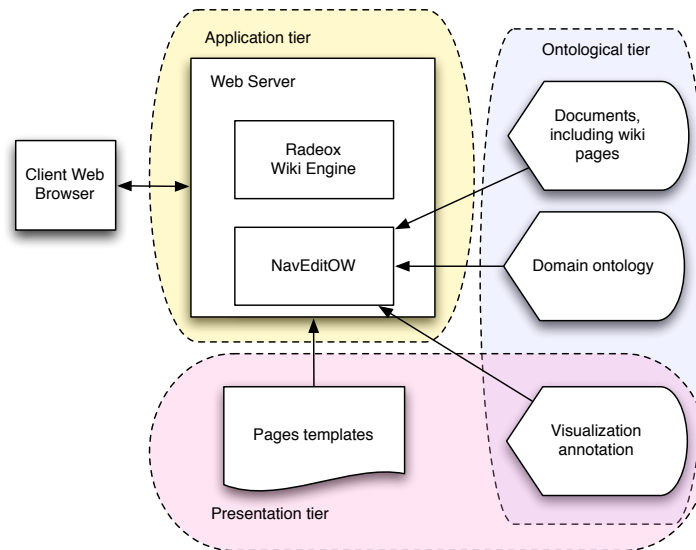 Application tier
Ontological tier
Web Server
Documents,
including wiki
pages
Radeox
Wiki Engine
Client Web
Browser
NavEditOW
Domain ontology
Pages templates
Visualization
annotation
Presentation tier